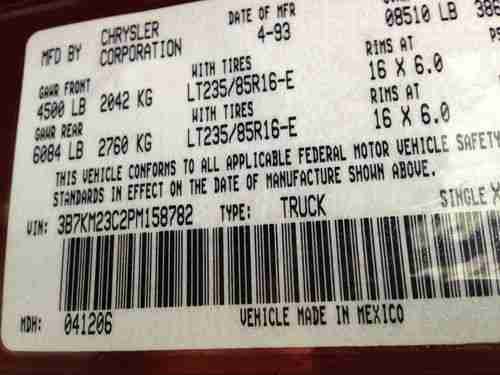 MFD BY CHRYSLER CORPORATION DATE OF MFR 4-93 08510 LB
GAWR FRONT WITH TIRES RIMS AT
4500 LB 2042 KG LT235/85R16-E 16 X 6.0
GAWR REAR WITH TIRES RIMS AT
6084 LB 2760 KG LT235/85R16-E 16 X 6.0
THIS VEHICLE CONFORMS TO ALL APPLICABLE FEDERAL MOTOR VEHICLE SAFETY
STANDARDS IN EFFECT ON THE DATE OF MANUFACTURE SHOWN ABOVE.
VIN: 3B7KM23C2PM158782 TYPE: TRUCK SINGLE
MDH: 041206 VEHICLE MADE IN MEXICO